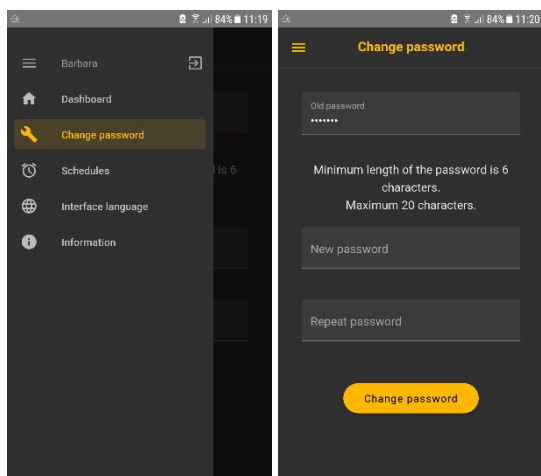 84% 11:19
Barbara
Dashboard
Change password
Schedules
Interface language
Information
is 6
84% 11:20
Change password
Old password
•••••••
Minimum length of the password is 6
characters.
Maximum 20 characters.
New password
Repeat password
Change password